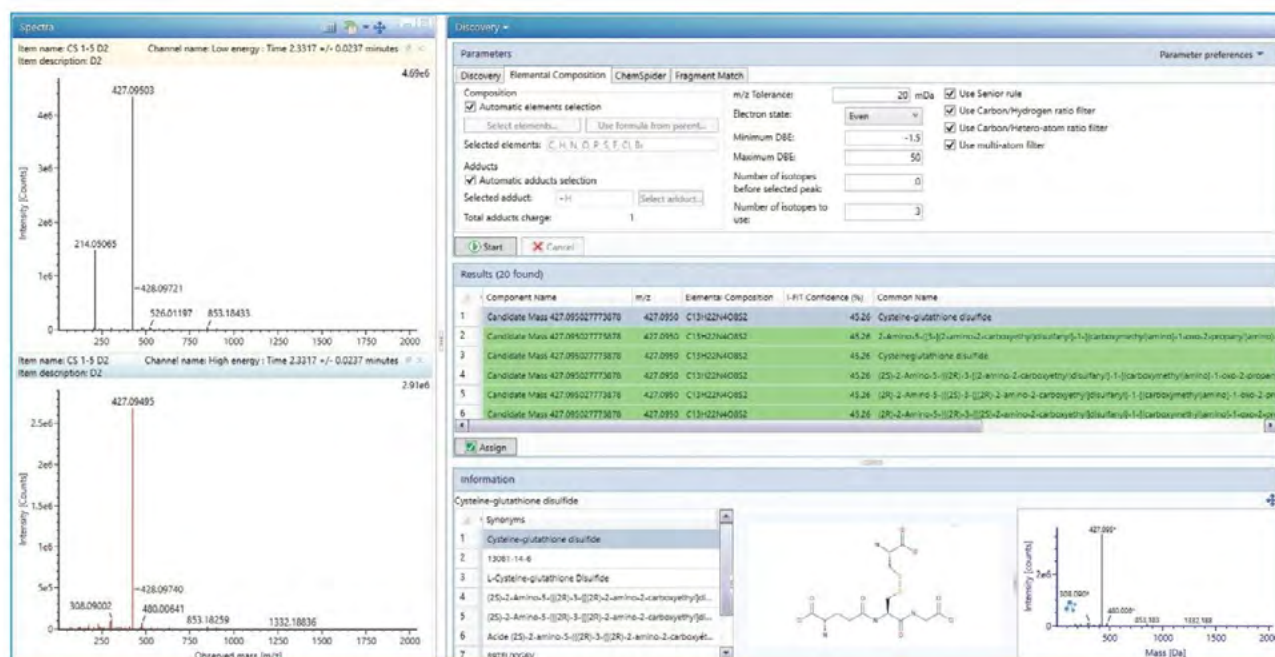 Spectra
Item name: CS 1-5 D2 Channel name: Low energy : Time 2.3317 +/- 0.0237 minutes
Item description: D2
4.69e6
427.09503
4e6
3e6
Intensity [Counts]
2e6
214.05065
1e6
428.09721
526.01197
853.18433
0
250 500 750 1000 1250 1500 1750 2000
Item name: CS 1-5 D2 Channel name: High energy : Time 2.3317 +/- 0.0237 minutes
Item description: D2
2.91e6
427.09495
2.5e6
2e6
Intensity [Counts]
1.5e6
1e6
5e5
428.09740
308.09002
480.00641
853.18259
1332.18836
0
0 250 500 750 1000 1250 1500 1750 2000
Observed mass [m/z]
Discovery
Parameters Parameter preferences
Discovery Elemental Composition ChemSpider Fragment Match
Composition
Automatic elements selection
Select elements... Use formula from parent...
Selected elements: C, H, N, O, P, S, F, Cl, Br
Adducts
Automatic adducts selection
Selected adduct: +H Select adduct...
Total adducts charge: 1
m/z Tolerance: 20 mDa
Electron state: Even
Minimum DBE: -1.5
Maximum DBE: 50
Number of isotopes before selected peak: 0
Number of isotopes to use: 3
Use Senior rule
Use Carbon/Hydrogen ratio filter
Use Carbon/Hetero-atom ratio filter
Use multi-atom filter
Start Cancel
Results (20 found)
Component Name m/z Elemental Composition i-FIT Confidence (%) Common Name
1 Candidate Mass 427.095027773878 427.0950 C13H22N4O8S2 45.26 Cysteine-glutathione disulfide
2 Candidate Mass 427.095027773878 427.0950 C13H22N4O8S2 45.26
3 Candidate Mass 427.095027773878 427.0950 C13H22N4O8S2 45.26 Cysteineglutathione disulfide
4 Candidate Mass 427.095027773878 427.0950 C13H22N4O8S2 45.26
5 Candidate Mass 427.095027773878 427.0950 C13H22N4O8S2 45.26
6 Candidate Mass 427.095027773878 427.0950 C13H22N4O8S2 45.26
Assign
Information
Cysteine-glutathione disulfide
Synonyms
1 Cysteine-glutathione disulfide
2 13081-14-6
3 L-Cysteine-glutathione Disulfide
4
5
6
7
Intensity [counts]
427.095*
2e6
308.090*
480.006*
853.183
1332.188
0
500 1000 1500 2000
Mass [Da]